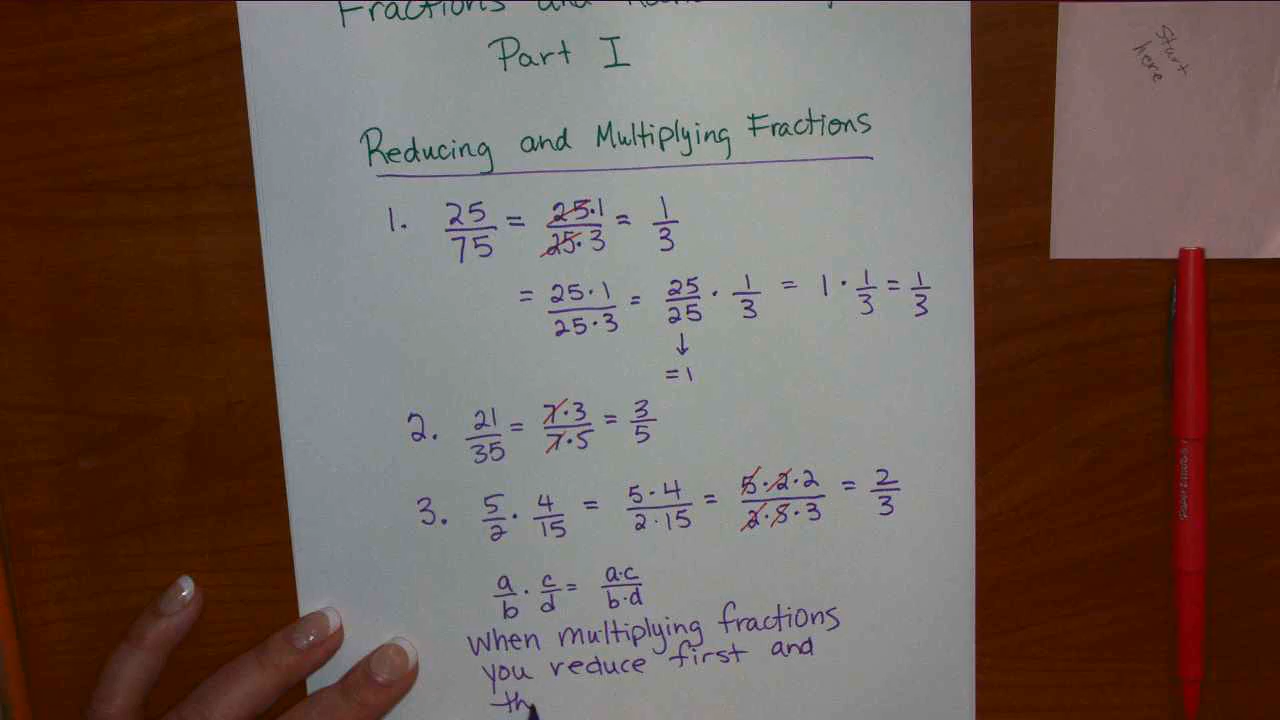 Fractions and
Part I
Reducing and Multiplying Fractions
1. 25/75 = 25·1/25·3 = 1/3
= 25·1/25·3 = 25/25 · 1/3 = 1 · 1/3 = 1/3
↓
=1
2. 21/35 = 7·3/7·5 = 3/5
3. 5/2 · 4/15 = 5·4/2·15 = 5·2·2/2·5·3 = 2/3
a/b · c/d = a·c/b·d
When multiplying fractions
you reduce first and
th
Start
here